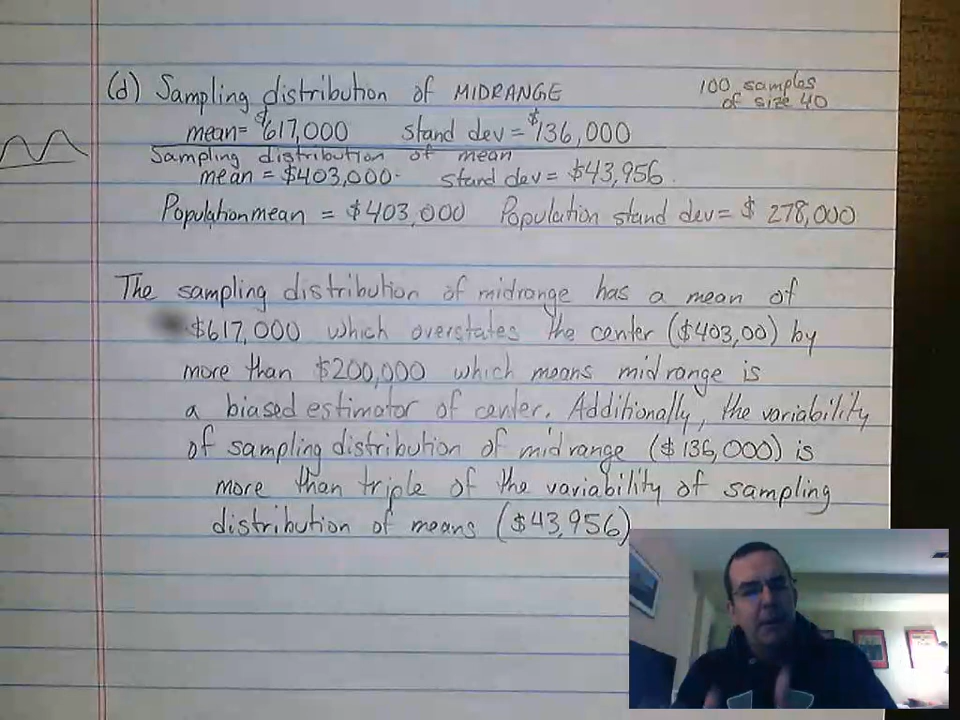 (d) Sampling distribution of MIDRANGE
100 samples
of size 40
mean= $617,000 stand dev = $136,000
Sampling distribution of mean
mean = $403,000. stand dev= $43,956.
Population mean = $403,000 Population stand dev= $ 278,000
The sampling distribution of midrange has a mean of
$617,000 which overstates the center ($403,00) by
more than $200,000 which means midrange is
a biased estimator of center. Additionally, the variability
of sampling distribution of midrange ($136,000) is
more than triple of the variability of sampling
distribution of means ($43,956)